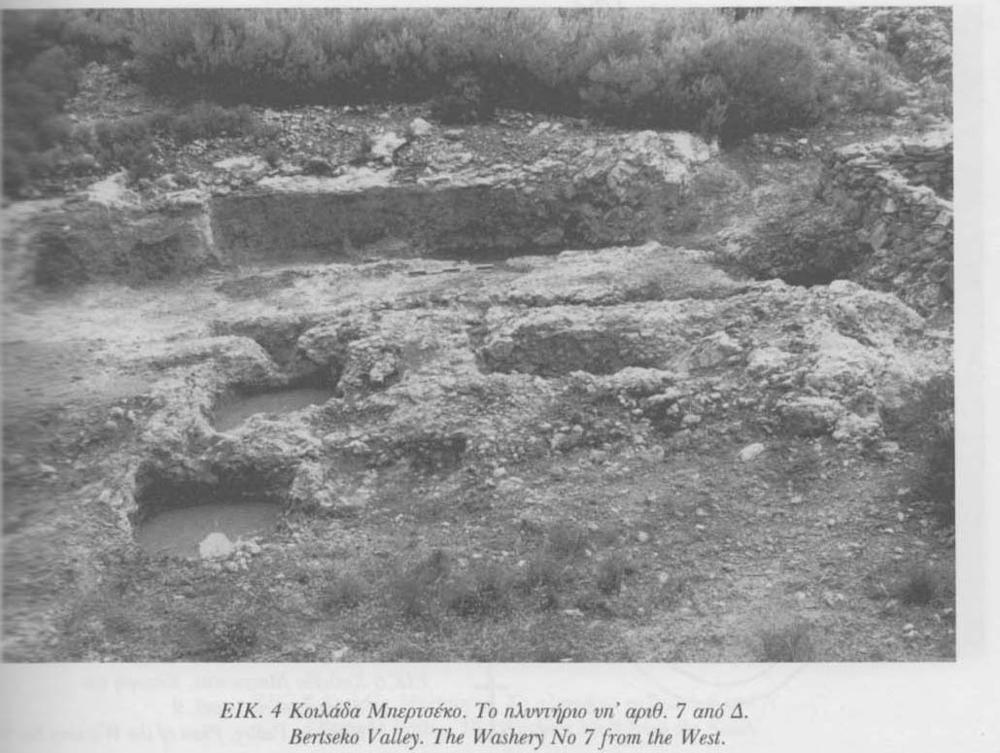 ΕΙΚ. 4 Κοιλάδα Μπερτσέκο. Το πλυντήριο υπ' αριθ. 7 από Δ.
Bertseko Valley. The Washery No 7 from the West.